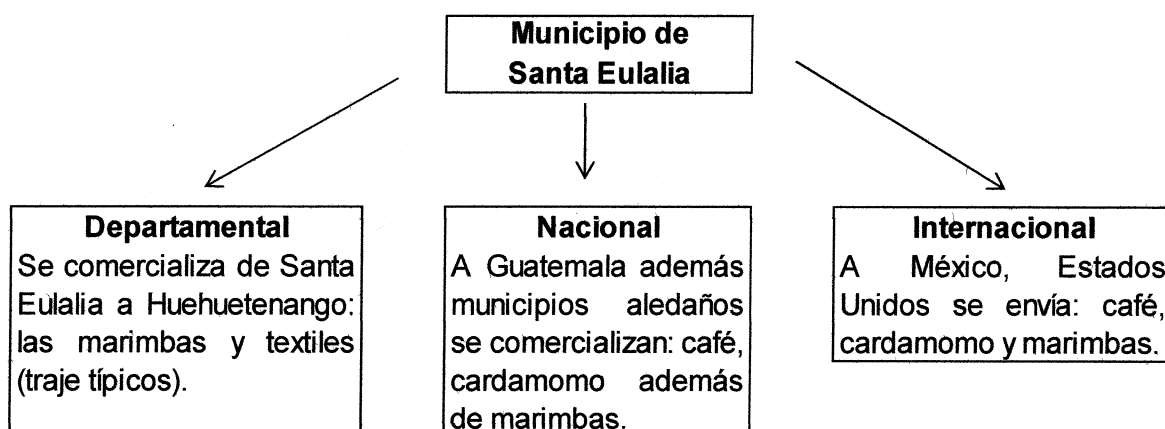 Municipio de
Santa Eulalia
Departamental
Se comercializa de Santa
Eulalia a Huehuetenango:
las marimbas y textiles
(traje típicos).
Nacional
A Guatemala además
municipios aledaños
se comercializan: café,
cardamomo además
de marimbas.
Internacional
A México, Estados
Unidos se envía: café,
cardamomo y marimbas.